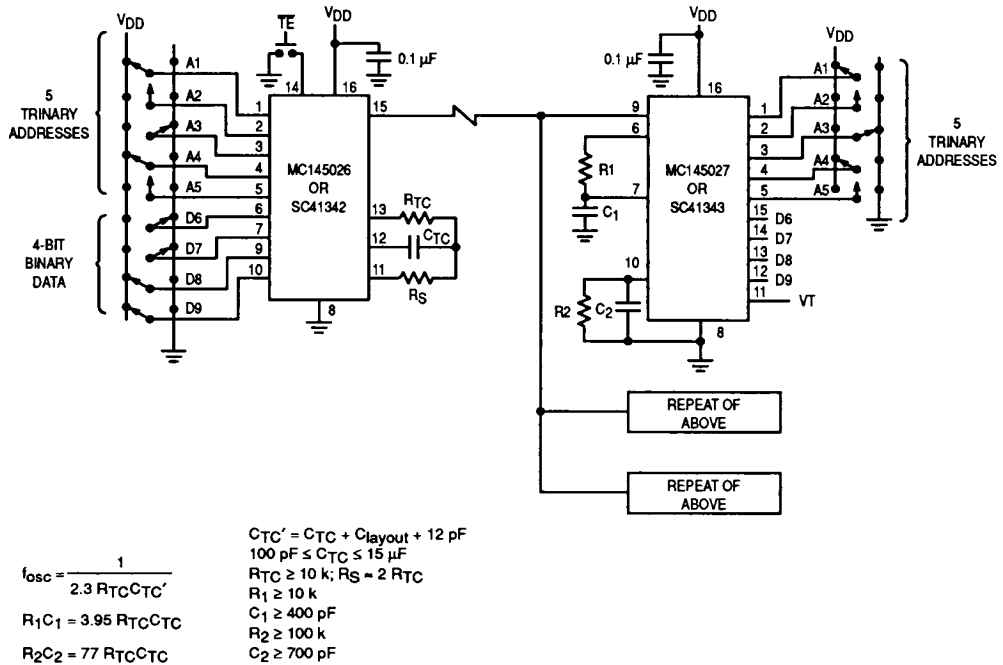 VDD
TE
VDD
0.1 µF
5
TRINARY
ADDRESSES
A1
A2
A3
A4
A5
4-BIT
BINARY
DATA
D6
D7
D8
D9
1
2
3
4
5
6
7
9
10
14
16
15
MC145026
OR
SC41342
13
12
11
8
RTC
CTC
RS
0.1 µF
VDD
16
9
6
7
10
R1
C1
R2
C2
MC145027
OR
SC41343
1
2
3
4
5
15
14
13
12
11
8
D6
D7
D8
D9
VT
VDD
A1
A2
A3
A4
A5
5
TRINARY
ADDRESSES
REPEAT OF
ABOVE
REPEAT OF
ABOVE
fosc = 1 / 2.3 RTCCTC′
R1C1 = 3.95 RTCCTC
R2C2 = 77 RTCCTC
CTC′ = CTC + Clayout + 12 pF
100 pF ≤ CTC ≤ 15 µF
RTC ≥ 10 k; RS ≈ 2 RTC
R1 ≥ 10 k
C1 ≥ 400 pF
R2 ≥ 100 k
C2 ≥ 700 pF